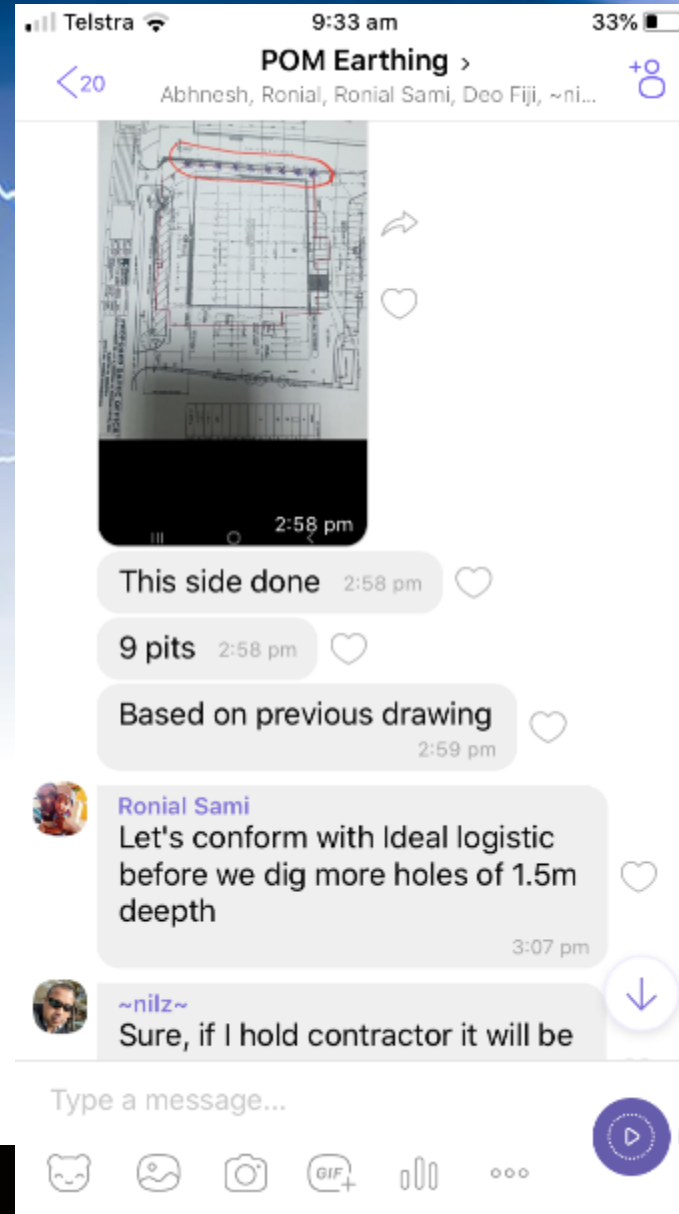 Telstra 9:33 am 33%
20
POM Earthing >
Abhnesh, Ronial, Ronial Sami, Deo Fiji, ~ni...
2:58 pm
This side done 2:58 pm
9 pits 2:58 pm
Based on previous drawing
2:59 pm
Ronial Sami
Let's conform with Ideal logistic
before we dig more holes of 1.5m
deepth
3:07 pm
~nilz~
Sure, if I hold contractor it will be
Type a message...
GIF